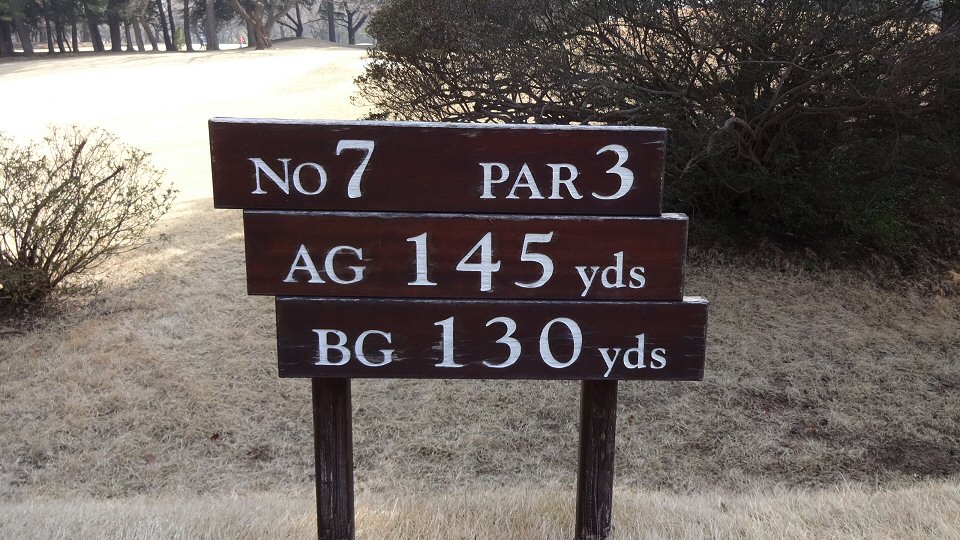 No 7 PAR 3
AG 145 yds
BG 130 yds